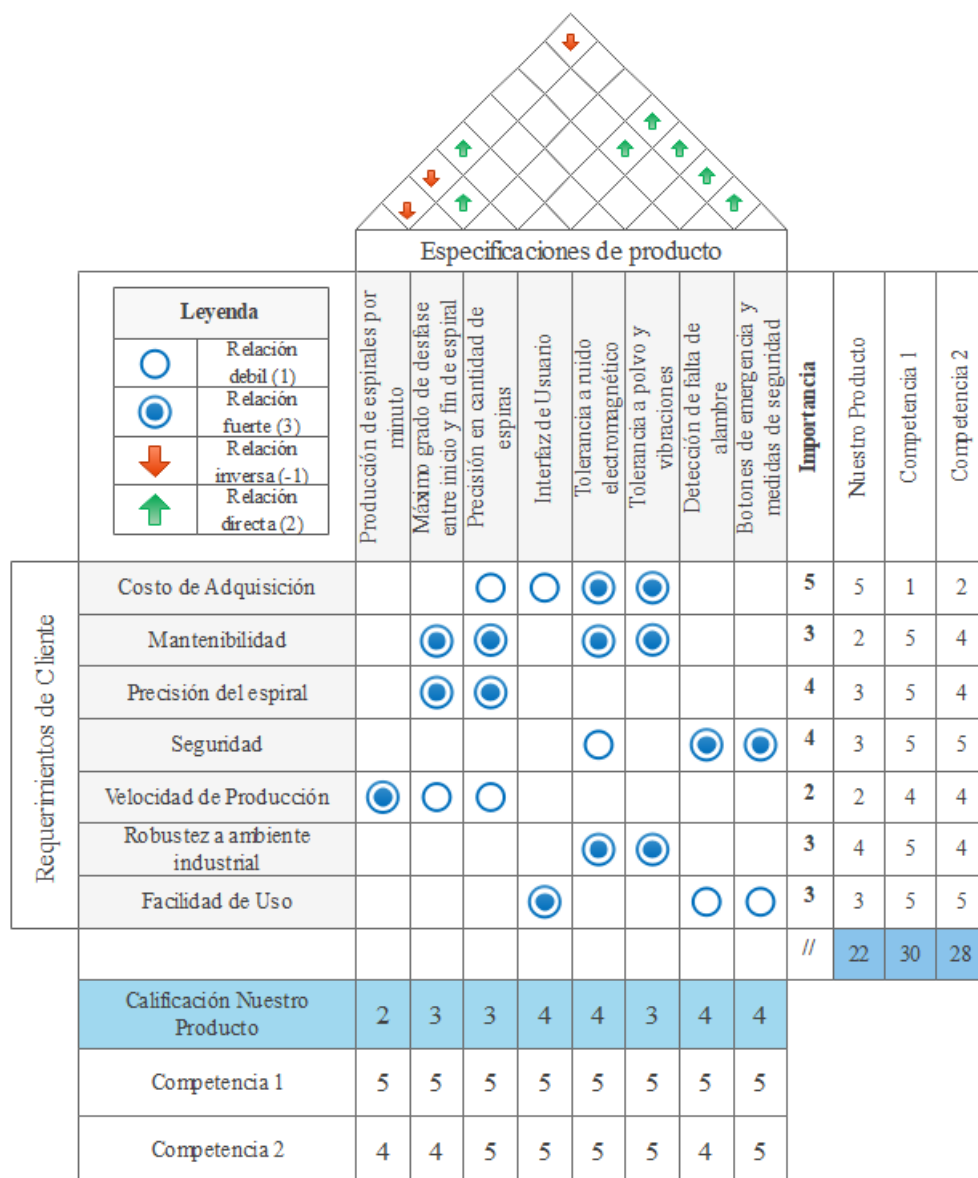 Especificaciones de producto
Leyenda
Relación
debil (1)
Relación
fuerte (3)
Relación
inversa (-1)
Relación
directa (2)
Producción de espirales por
minuto
Máximo grado de desfase
entre inicio y fin de espiral
Precisión en cantidad de
espiras
Interfaz de Usuario
Tolerancia a ruido
electromagnético
Tolorancia a polvo y
vibraciones
Detección de falta de
alambre
Botones de emergencia y
medidas de seguridad
Importancia
Nuestro Producto
Competencia 1
Competencia 2
Requerimientos de Cliente
Costo de Adquisición 5 5 1 2
Mantenibilidad 3 2 5 4
Precisión del espiral 4 3 5 4
Seguridad 4 3 5 5
Velocidad de Producción 2 2 4 4
Robustez a ambiente
industrial 3 4 5 4
Facilidad de Uso 3 3 5 5
// 22 30 28
Calificación Nuestro
Producto 2 3 3 4 4 3 4 4
Competencia 1 5 5 5 5 5 5 5 5
Competencia 2 4 4 5 5 5 5 4 5